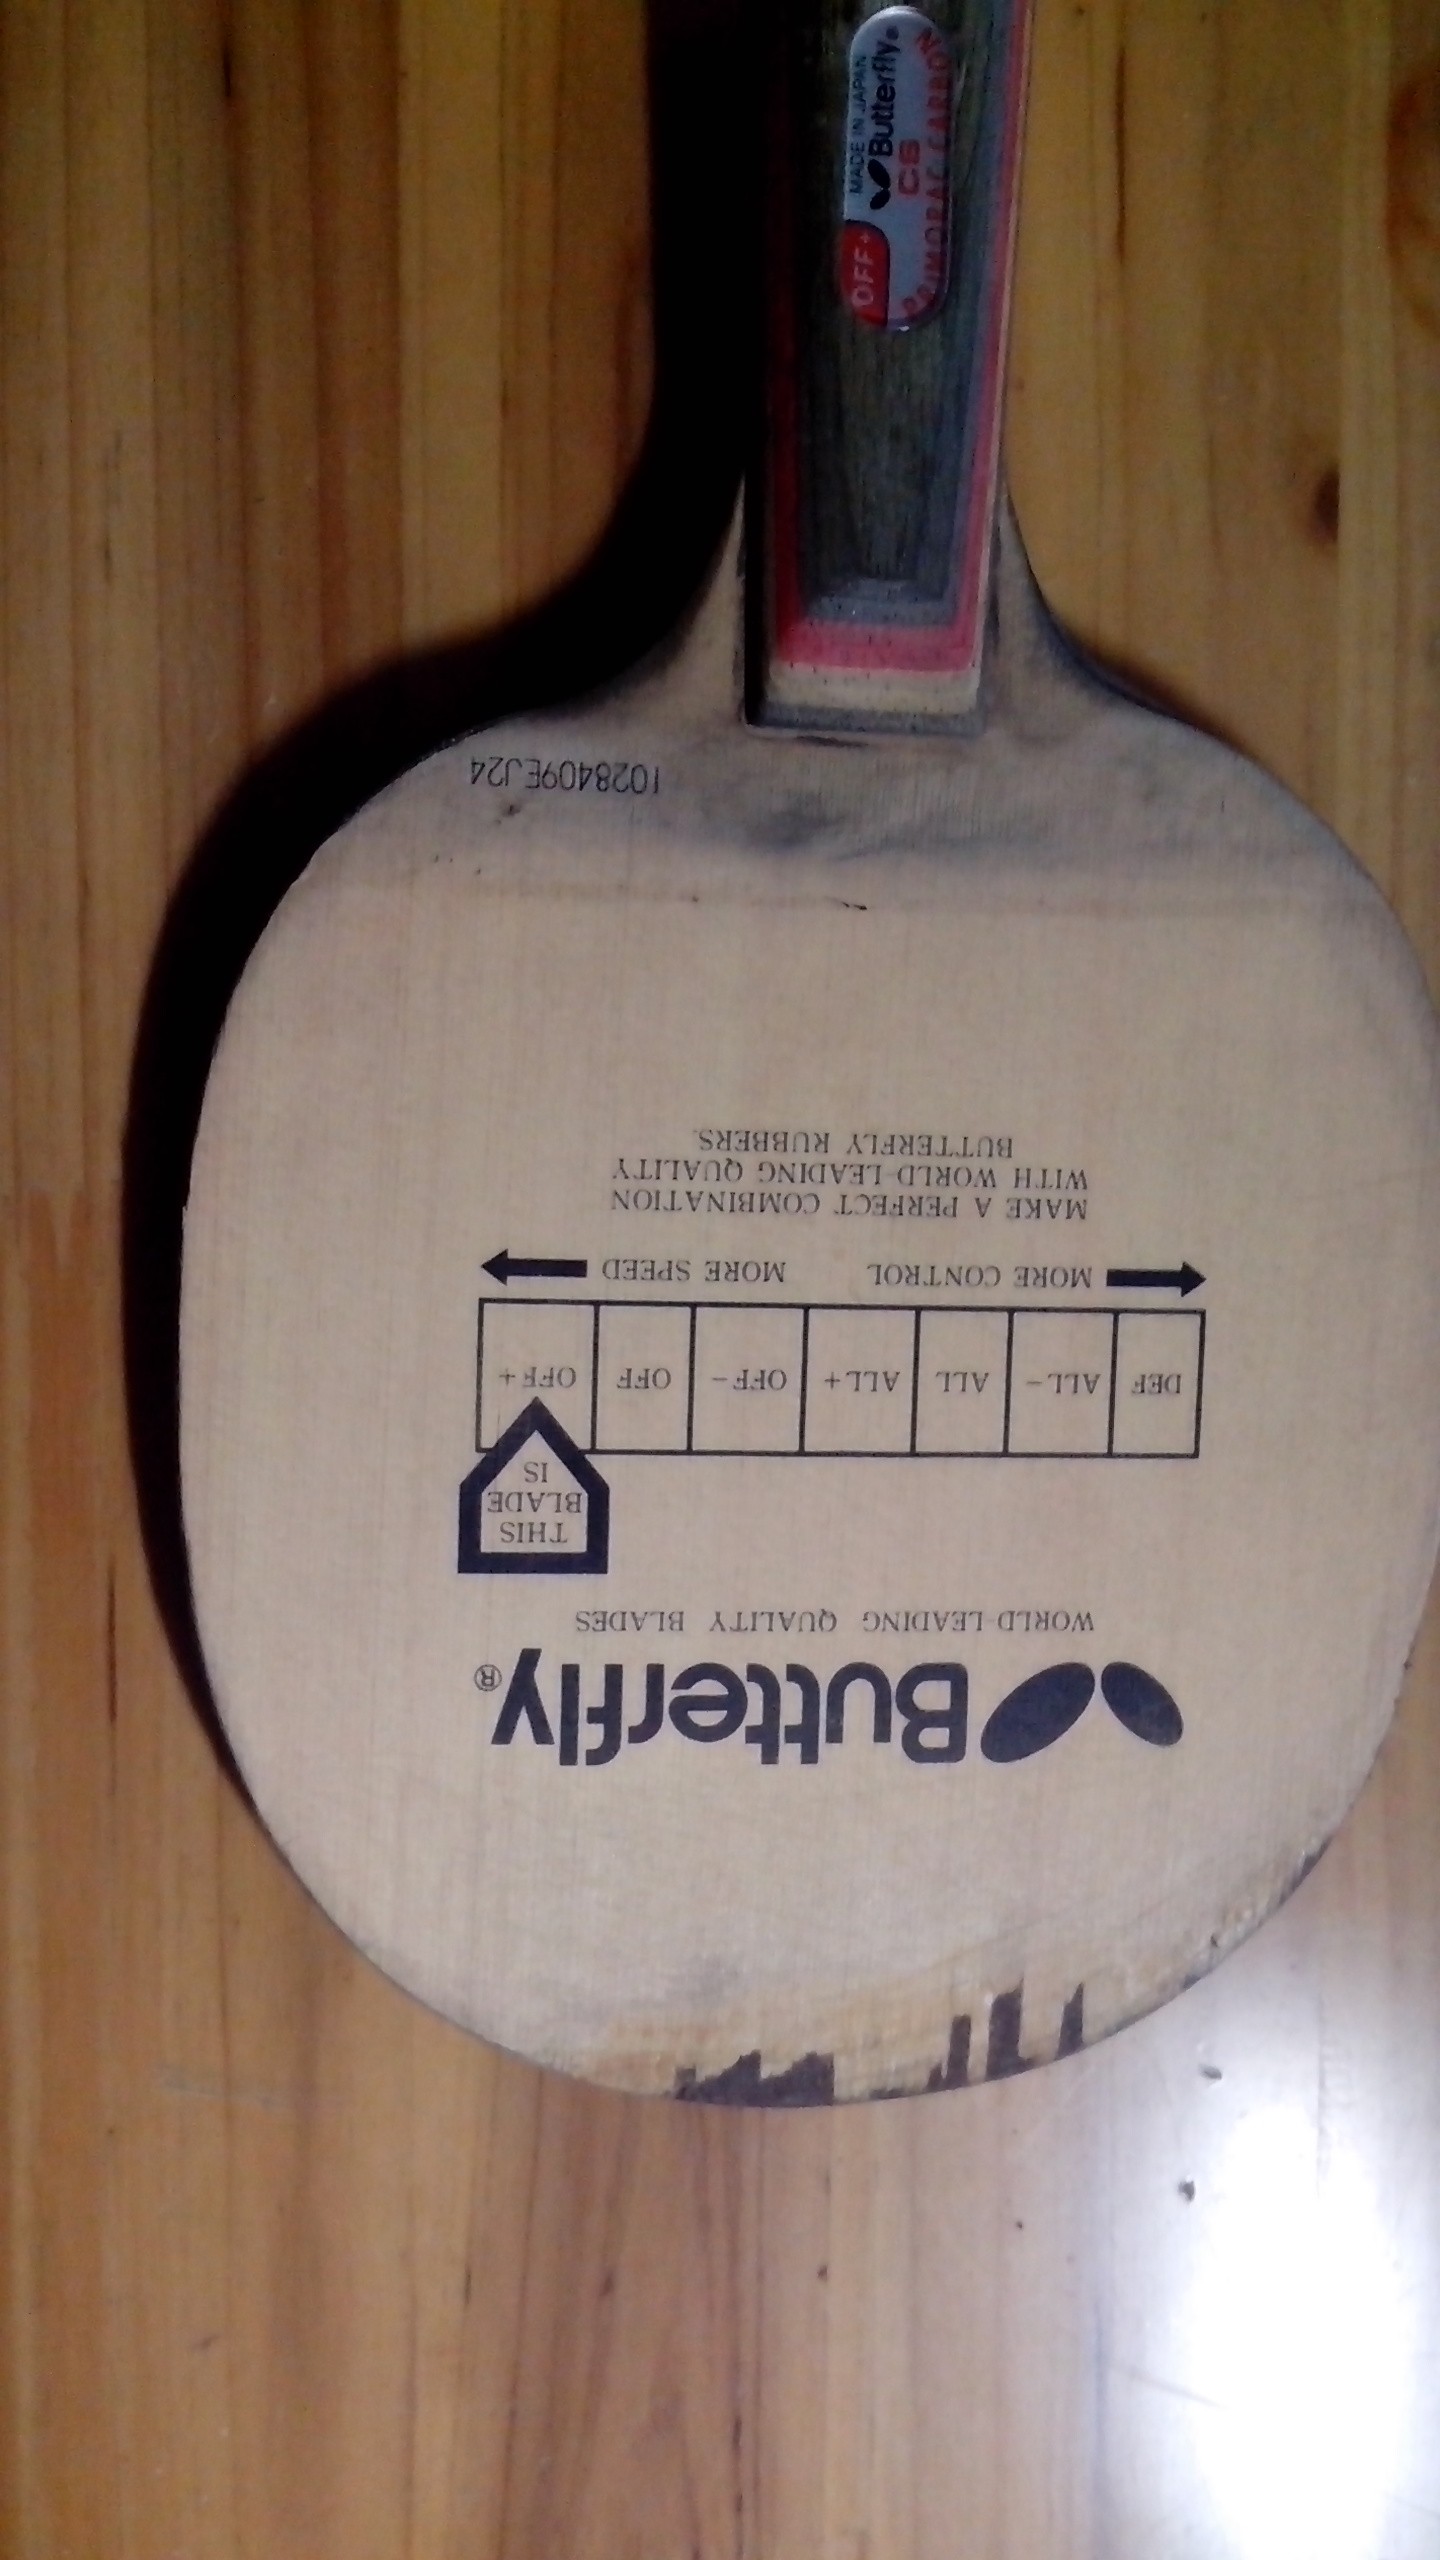 Butterfly®
WORLD-LEADING QUALITY BLADES
THIS
BLADE
IS
DEF ALL- ALL ALL+ OFF- OFF OFF+
MORE CONTROL MORE SPEED
MAKE A PERFECT COMBINATION
WITH WORLD-LEADING QUALITY
BUTTERFLY RUBBERS.
1028409EJ24
OFF+
MADE IN JAPAN
Butterfly®
CS
PRIMORAC CARBON